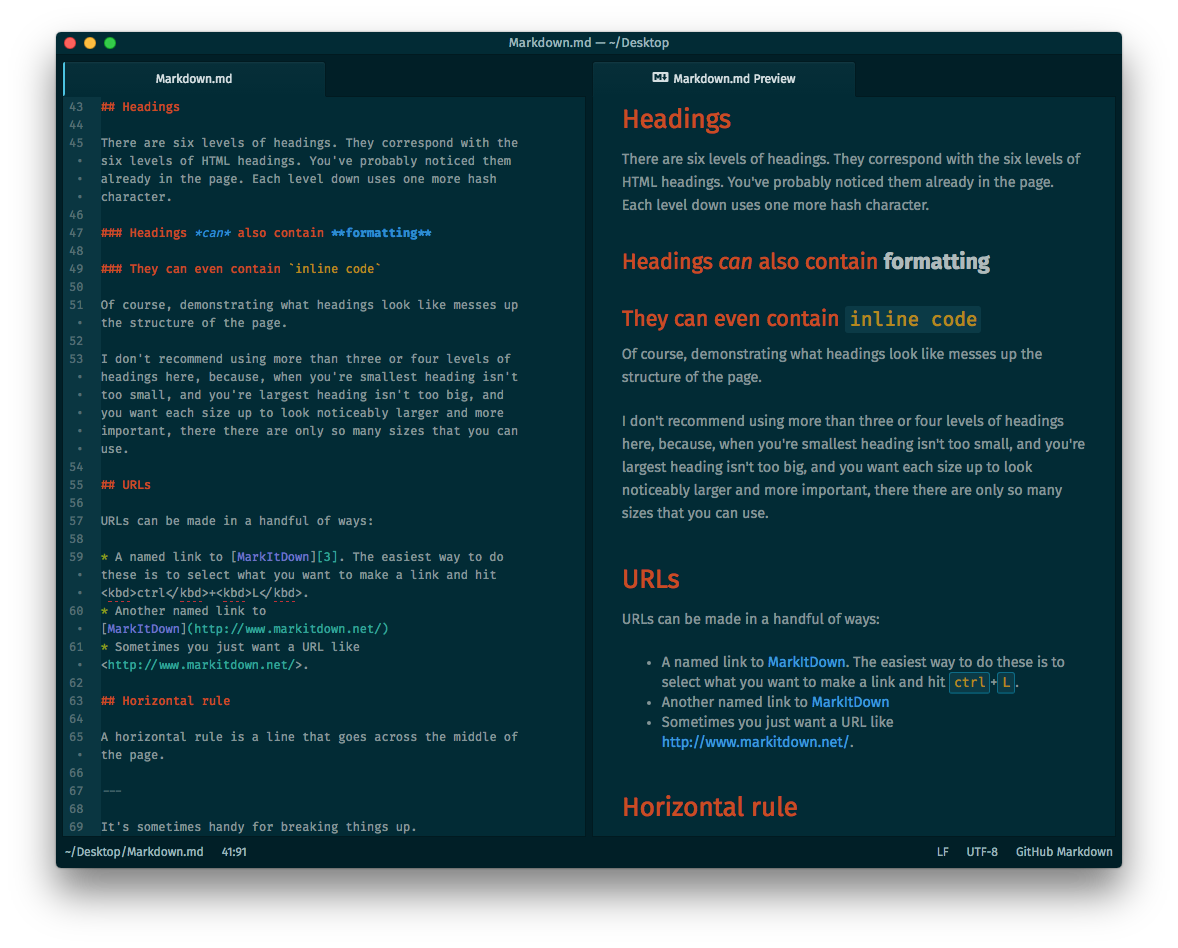 Markdown.md — ~/Desktop
Markdown.md
43 ## Headings
44
45 There are six levels of headings. They correspond with the
• six levels of HTML headings. You've probably noticed them
• already in the page. Each level down uses one more hash
• character.
46
47 ### Headings *can* also contain **formatting**
48
49 ### They can even contain `inline code`
50
51 Of course, demonstrating what headings look like messes up
• the structure of the page.
52
53 I don't recommend using more than three or four levels of
• headings here, because, when you're smallest heading isn't
• too small, and you're largest heading isn't too big, and
• you want each size up to look noticeably larger and more
• important, there there are only so many sizes that you can
• use.
54
55 ## URLs
56
57 URLs can be made in a handful of ways:
58
59 * A named link to [MarkItDown][3]. The easiest way to do
• these is to select what you want to make a link and hit
• <kbd>ctrl</kbd>+<kbd>L</kbd>.
60 * Another named link to
• [MarkItDown](http://www.markitdown.net/)
61 * Sometimes you just want a URL like
• <http://www.markitdown.net/>.
62
63 ## Horizontal rule
64
65 A horizontal rule is a line that goes across the middle of
• the page.
66
67 ---
68
69 It's sometimes handy for breaking things up.
Markdown.md Preview
Headings
There are six levels of headings. They correspond with the six levels of
HTML headings. You've probably noticed them already in the page.
Each level down uses one more hash character.
Headings can also contain formatting
They can even contain inline code
Of course, demonstrating what headings look like messes up the
structure of the page.
I don't recommend using more than three or four levels of headings
here, because, when you're smallest heading isn't too small, and you're
largest heading isn't too big, and you want each size up to look
noticeably larger and more important, there there are only so many
sizes that you can use.
URLs
URLs can be made in a handful of ways:
• A named link to MarkItDown. The easiest way to do these is to
select what you want to make a link and hit ctrl+L.
• Another named link to MarkItDown
• Sometimes you just want a URL like
http://www.markitdown.net/.
Horizontal rule
~/Desktop/Markdown.md 41:91
LF UTF-8 GitHub Markdown